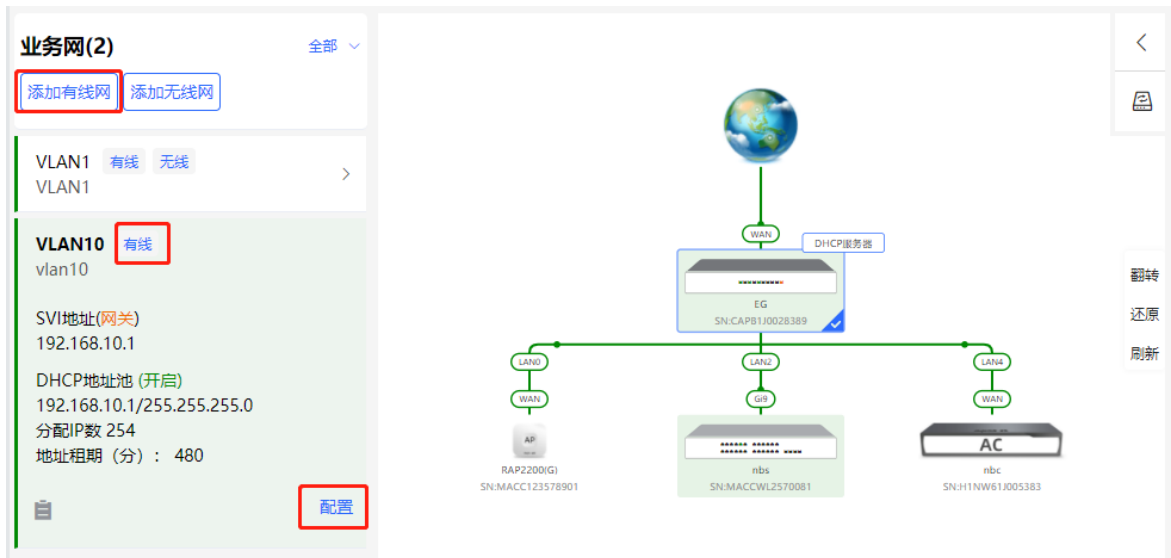 业务网(2)
全部
添加有线网 添加无线网
VLAN1 有线 无线
VLAN1
VLAN10 有线
vlan10
SVI地址(网关)
192.168.10.1
DHCP地址池 (开启)
192.168.10.1/255.255.255.0
分配IP数 254
地址租期（分）： 480
配置
WAN
DHCP服务器
EG
SN:CAPB1J0028389
LAN0
LAN2
LAN4
WAN
Gi9
WAN
AP
AC
RAP2200(G)
SN:MACC123578901
nbs
SN:MACCWL2570081
nbc
SN:H1NW61J005383
翻转
还原
刷新